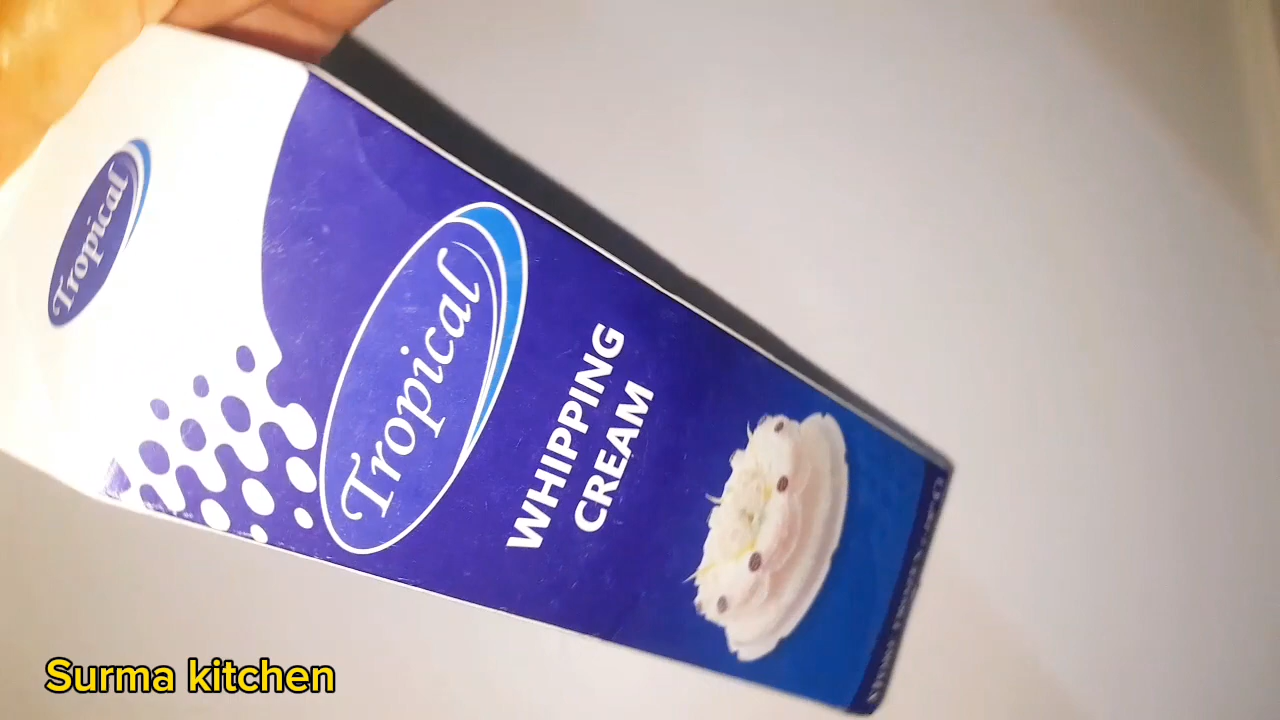 Tropical
Tropical
WHIPPING
CREAM
Surma kitchen